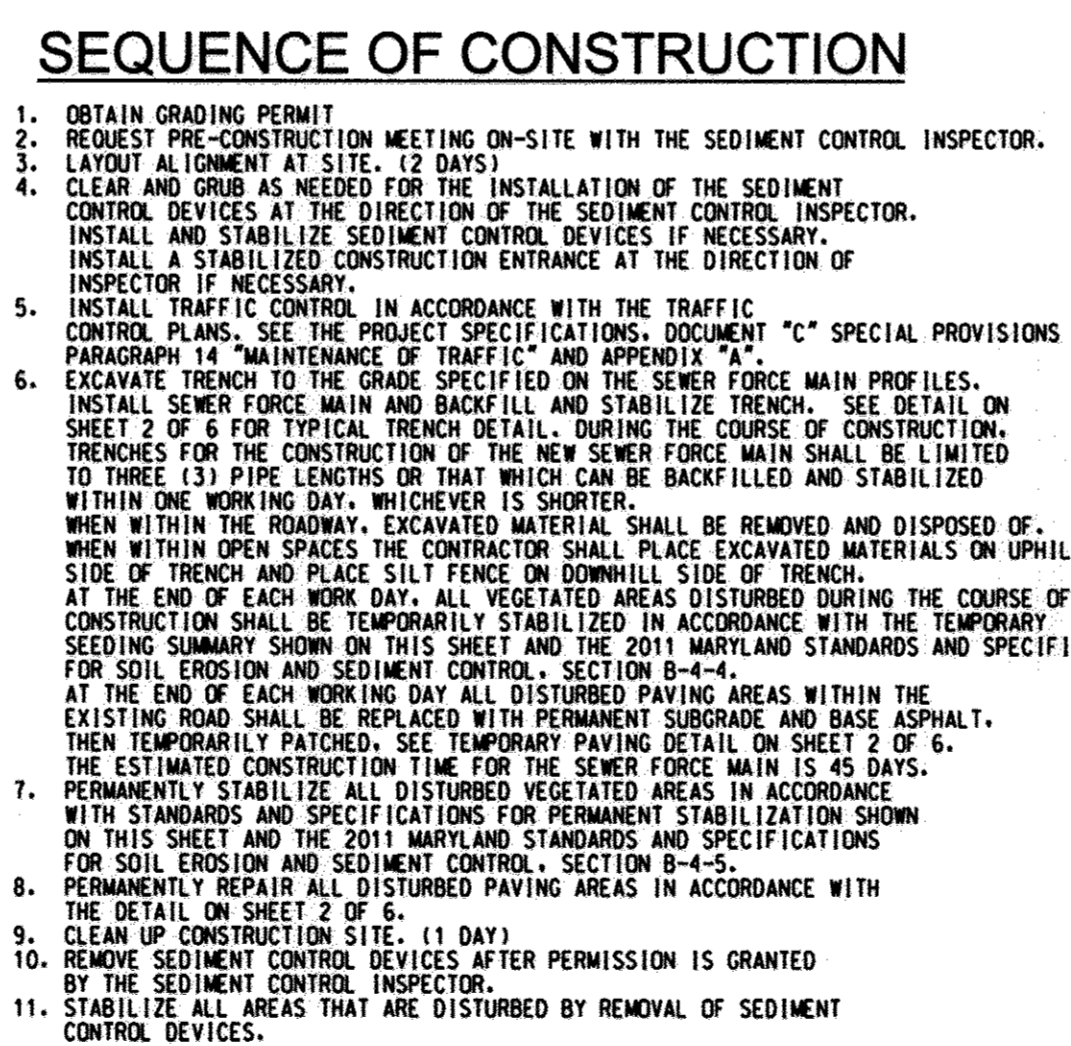 SEQUENCE OF CONSTRUCTION
1. OBTAIN GRADING PERMIT
2. REQUEST PRE-CONSTRUCTION MEETING ON-SITE WITH THE SEDIMENT CONTROL INSPECTOR.
3. LAYOUT ALIGNMENT AT SITE. (2 DAYS)
4. CLEAR AND GRUB AS NEEDED FOR THE INSTALLATION OF THE SEDIMENT
CONTROL DEVICES AT THE DIRECTION OF THE SEDIMENT CONTROL INSPECTOR.
INSTALL AND STABILIZE SEDIMENT CONTROL DEVICES IF NECESSARY.
INSTALL A STABILIZED CONSTRUCTION ENTRANCE AT THE DIRECTION OF
INSPECTOR IF NECESSARY.
5. INSTALL TRAFFIC CONTROL IN ACCORDANCE WITH THE TRAFFIC
CONTROL PLANS. SEE THE PROJECT SPECIFICATIONS, DOCUMENT "C" SPECIAL PROVISIONS
PARAGRAPH 14 "MAINTENANCE OF TRAFFIC" AND APPENDIX "A".
6. EXCAVATE TRENCH TO THE GRADE SPECIFIED ON THE SEWER FORCE MAIN PROFILES.
INSTALL SEWER FORCE MAIN AND BACKFILL AND STABILIZE TRENCH. SEE DETAIL ON
SHEET 2 OF 6 FOR TYPICAL TRENCH DETAIL. DURING THE COURSE OF CONSTRUCTION,
TRENCHES FOR THE CONSTRUCTION OF THE NEW SEWER FORCE MAIN SHALL BE LIMITED
TO THREE (3) PIPE LENGTHS OR THAT WHICH CAN BE BACKFILLED AND STABILIZED
WITHIN ONE WORKING DAY, WHICHEVER IS SHORTER.
WHEN WITHIN THE ROADWAY, EXCAVATED MATERIAL SHALL BE REMOVED AND DISPOSED OF.
WHEN WITHIN OPEN SPACES THE CONTRACTOR SHALL PLACE EXCAVATED MATERIALS ON UPHIL
SIDE OF TRENCH AND PLACE SILT FENCE ON DOWNHILL SIDE OF TRENCH.
AT THE END OF EACH WORK DAY, ALL VEGETATED AREAS DISTURBED DURING THE COURSE OF
CONSTRUCTION SHALL BE TEMPORARILY STABILIZED IN ACCORDANCE WITH THE TEMPORARY
SEEDING SUMMARY SHOWN ON THIS SHEET AND THE 2011 MARYLAND STANDARDS AND SPECIFI
FOR SOIL EROSION AND SEDIMENT CONTROL, SECTION B-4-4.
AT THE END OF EACH WORKING DAY ALL DISTURBED PAVING AREAS WITHIN THE
EXISTING ROAD SHALL BE REPLACED WITH PERMANENT SUBGRADE AND BASE ASPHALT,
THEN TEMPORARILY PATCHED. SEE TEMPORARY PAVING DETAIL ON SHEET 2 OF 6.
THE ESTIMATED CONSTRUCTION TIME FOR THE SEWER FORCE MAIN IS 45 DAYS.
7. PERMANENTLY STABILIZE ALL DISTURBED VEGETATED AREAS IN ACCORDANCE
WITH STANDARDS AND SPECIFICATIONS FOR PERMANENT STABILIZATION SHOWN
ON THIS SHEET AND THE 2011 MARYLAND STANDARDS AND SPECIFICATIONS
FOR SOIL EROSION AND SEDIMENT CONTROL, SECTION B-4-5.
8. PERMANENTLY REPAIR ALL DISTURBED PAVING AREAS IN ACCORDANCE WITH
THE DETAIL ON SHEET 2 OF 6.
9. CLEAN UP CONSTRUCTION SITE. (1 DAY)
10. REMOVE SEDIMENT CONTROL DEVICES AFTER PERMISSION IS GRANTED
BY THE SEDIMENT CONTROL INSPECTOR.
11. STABILIZE ALL AREAS THAT ARE DISTURBED BY REMOVAL OF SEDIMENT
CONTROL DEVICES.